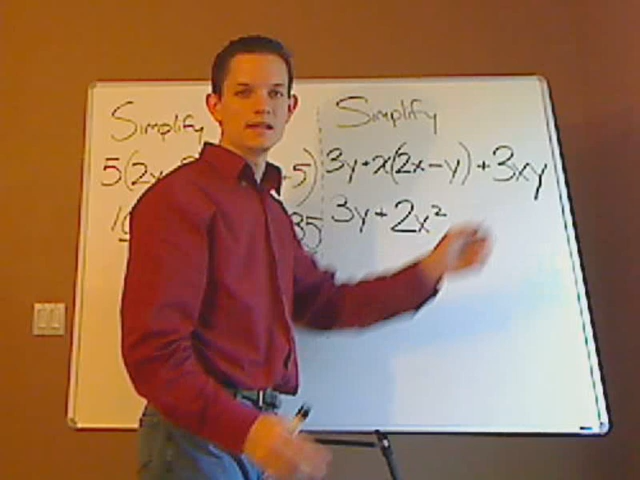 Simplify
5(2x + 5)
35
Simplify
3y+x(2x-y)+3xy
3y+2x²